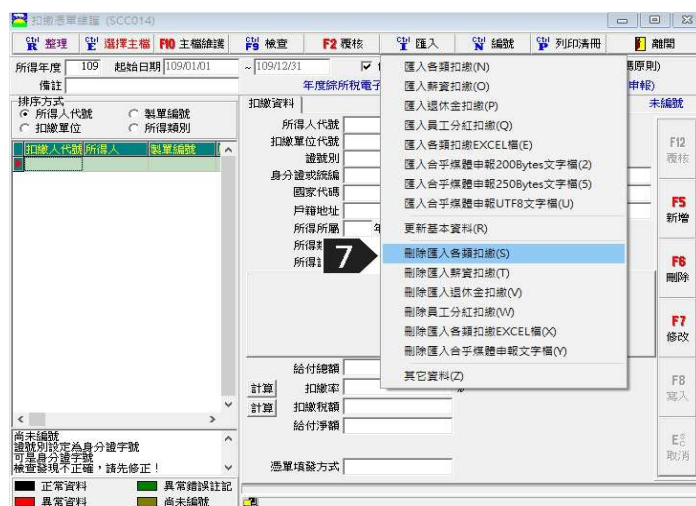 扣繳憑單維護 (SCC014)
Ctrl R 整理 Ctrl E 選擇主檔 F10 主檔維護 Ctrl F9 檢查 F2 覆核 Ctrl I 匯入 Ctrl N 編號 Ctrl P 列印清冊 離開
所得年度 109 起始日期 109/01/01 ~ 109/12/31
備註
年度綜所稅電子
申報)
排序方式
所得人代號 製單編號
扣繳單位 所得類別
扣繳人代號 所得人 製單編號
扣繳資料
未編號
所得人代號
扣繳單位代號
證號別
身分證或統編
國家代碼
戶籍地址
所得所屬 年
給付總額
計算 扣繳率 %
計算 扣繳稅額
給付淨額
憑單填發方式
匯入各類扣繳(N)
匯入薪資扣繳(O)
匯入退休金扣繳(P)
匯入員工分紅扣繳(Q)
匯入各類扣繳EXCEL檔(E)
匯入合乎媒體申報200Bytes文字檔(2)
匯入合乎媒體申報250Bytes文字檔(5)
匯入合乎媒體申報UTF8文字檔(U)
更新基本資料(R)
7
刪除匯入各類扣繳(S)
刪除匯入薪資扣繳(T)
刪除匯入退休金扣繳(V)
刪除員工分紅扣繳(W)
刪除匯入各類扣繳EXCEL檔(X)
刪除匯入合乎媒體申報文字檔(Y)
其它資料(Z)
F12
覆核
F5
新增
F6
刪除
F7
修改
F8
寫入
Esc
取消
尚未編號
證號別設定為身分證字號
可是身分證字號
檢查發現不正確，請先修正！
正常資料 異常錯誤註記
異常資料 尚未編號